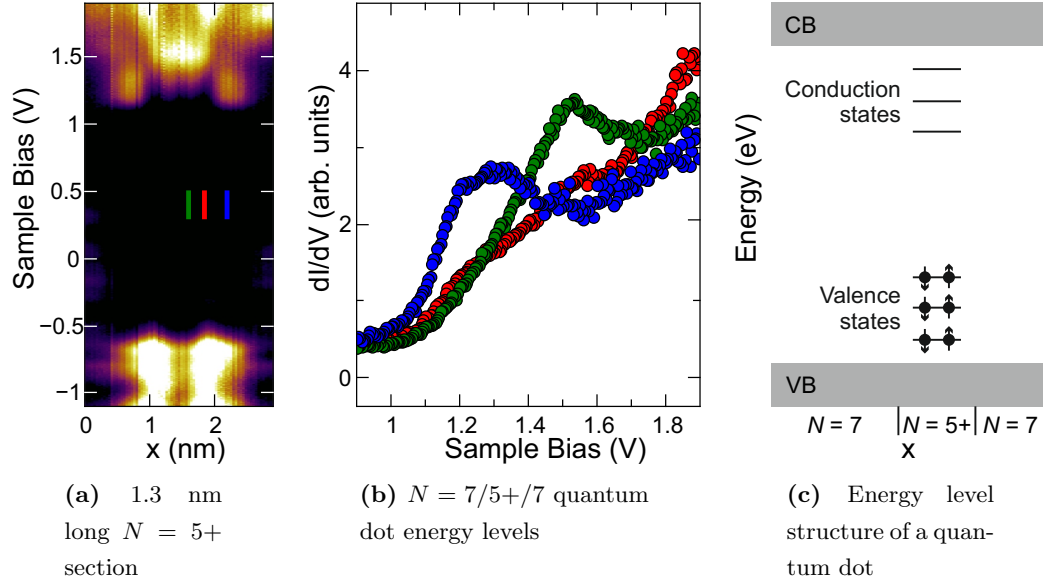 Sample Bias (V)
1.5
1
0.5
0
−0.5
−1
0 1 2
x (nm)
dI/dV (arb. units)
4
2
0
1 1.2 1.4 1.6 1.8
Sample Bias (V)
Energy (eV)
CB
Conduction
states
Valence
states
VB
N = 7 N = 5+ N = 7
x
(a) 1.3 nm
long N = 5+
section
(b) N = 7/5+/7 quantum
dot energy levels
(c) Energy level
structure of a quan-
tum dot